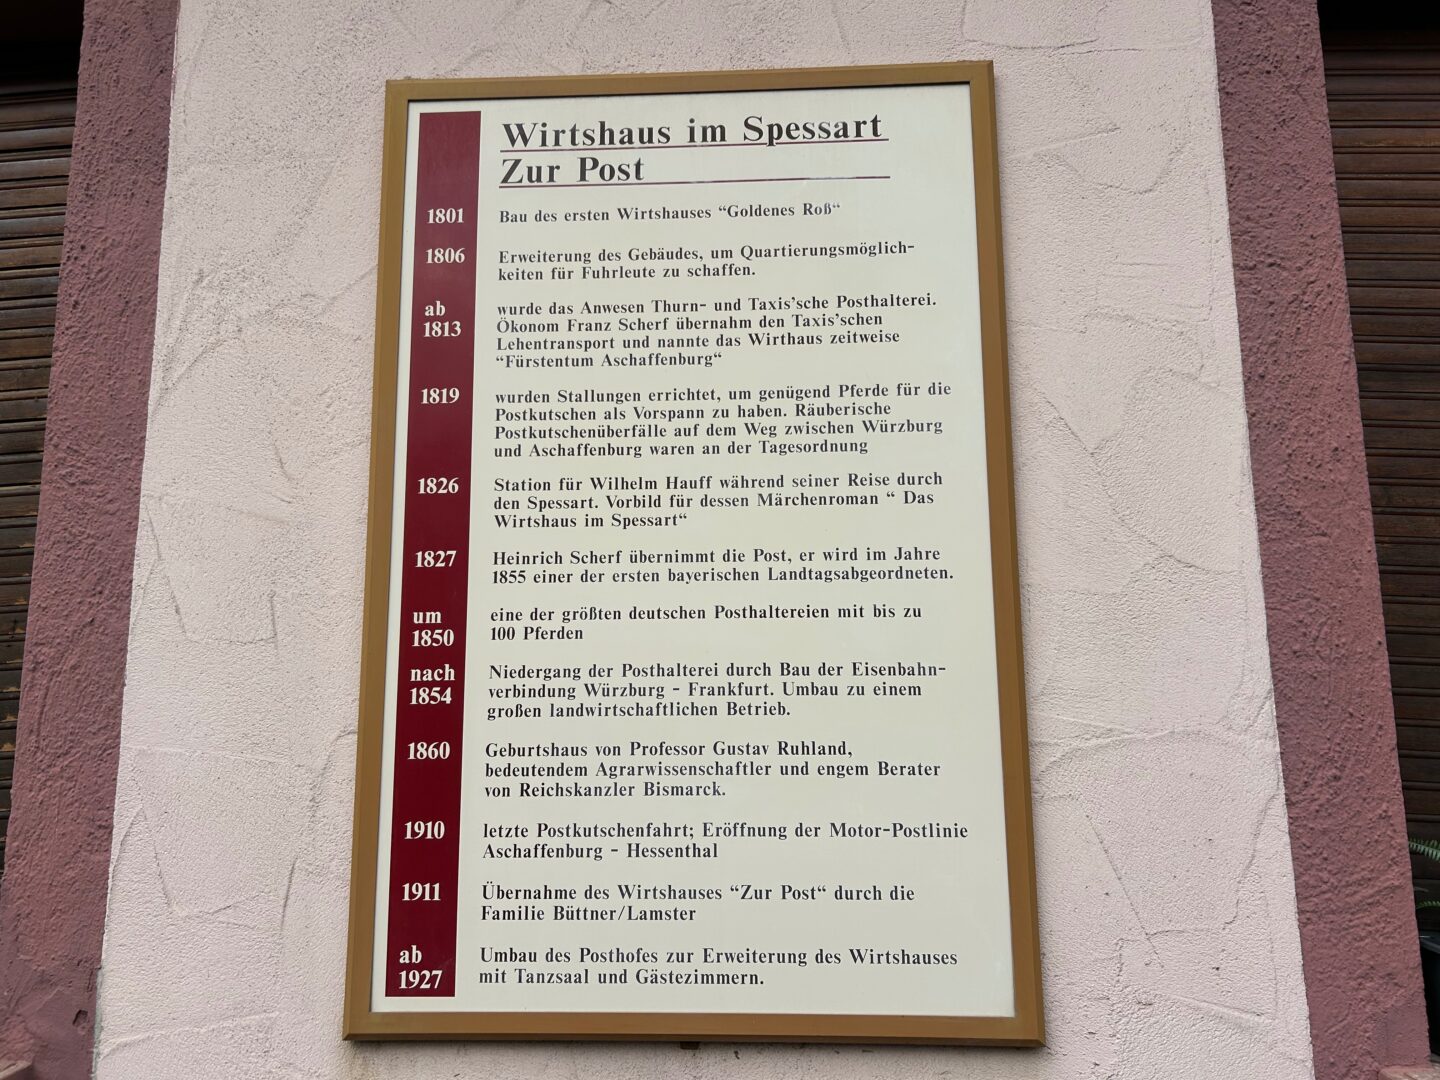 Wirtshaus im Spessart
Zur Post
1801 Bau des ersten Wirtshauses “Goldenes Roß“
1806 Erweiterung des Gebäudes, um Quartierungsmöglich-
keiten für Fuhrleute zu schaffen.
ab wurde das Anwesen Thurn- und Taxis’sche Posthalterei.
1813 Ökonom Franz Scherf übernahm den Taxis’schen
Lehentransport und nannte das Wirthaus zeitweise
“Fürstentum Aschaffenburg“
1819 wurden Stallungen errichtet, um genügend Pferde für die
Postkutschen als Vorspann zu haben. Räuberische
Postkutschenüberfälle auf dem Weg zwischen Würzburg
und Aschaffenburg waren an der Tagesordnung
1826 Station für Wilhelm Hauff während seiner Reise durch
den Spessart. Vorbild für dessen Märchenroman “ Das
Wirtshaus im Spessart“
1827 Heinrich Scherf übernimmt die Post, er wird im Jahre
1855 einer der ersten bayerischen Landtagsabgeordneten.
um eine der größten deutschen Posthaltereien mit bis zu
1850 100 Pferden
nach Niedergang der Posthalterei durch Bau der Eisenbahn-
1854 verbindung Würzburg - Frankfurt. Umbau zu einem
großen landwirtschaftlichen Betrieb.
1860 Geburtshaus von Professor Gustav Ruhland,
bedeutendem Agrarwissenschaftler und engem Berater
von Reichskanzler Bismarck.
1910 letzte Postkutschenfahrt; Eröffnung der Motor-Postlinie
Aschaffenburg - Hessenthal
1911 Übernahme des Wirtshauses “Zur Post“ durch die
Familie Büttner/Lamster
ab Umbau des Posthofes zur Erweiterung des Wirtshauses
1927 mit Tanzsaal und Gästezimmern.